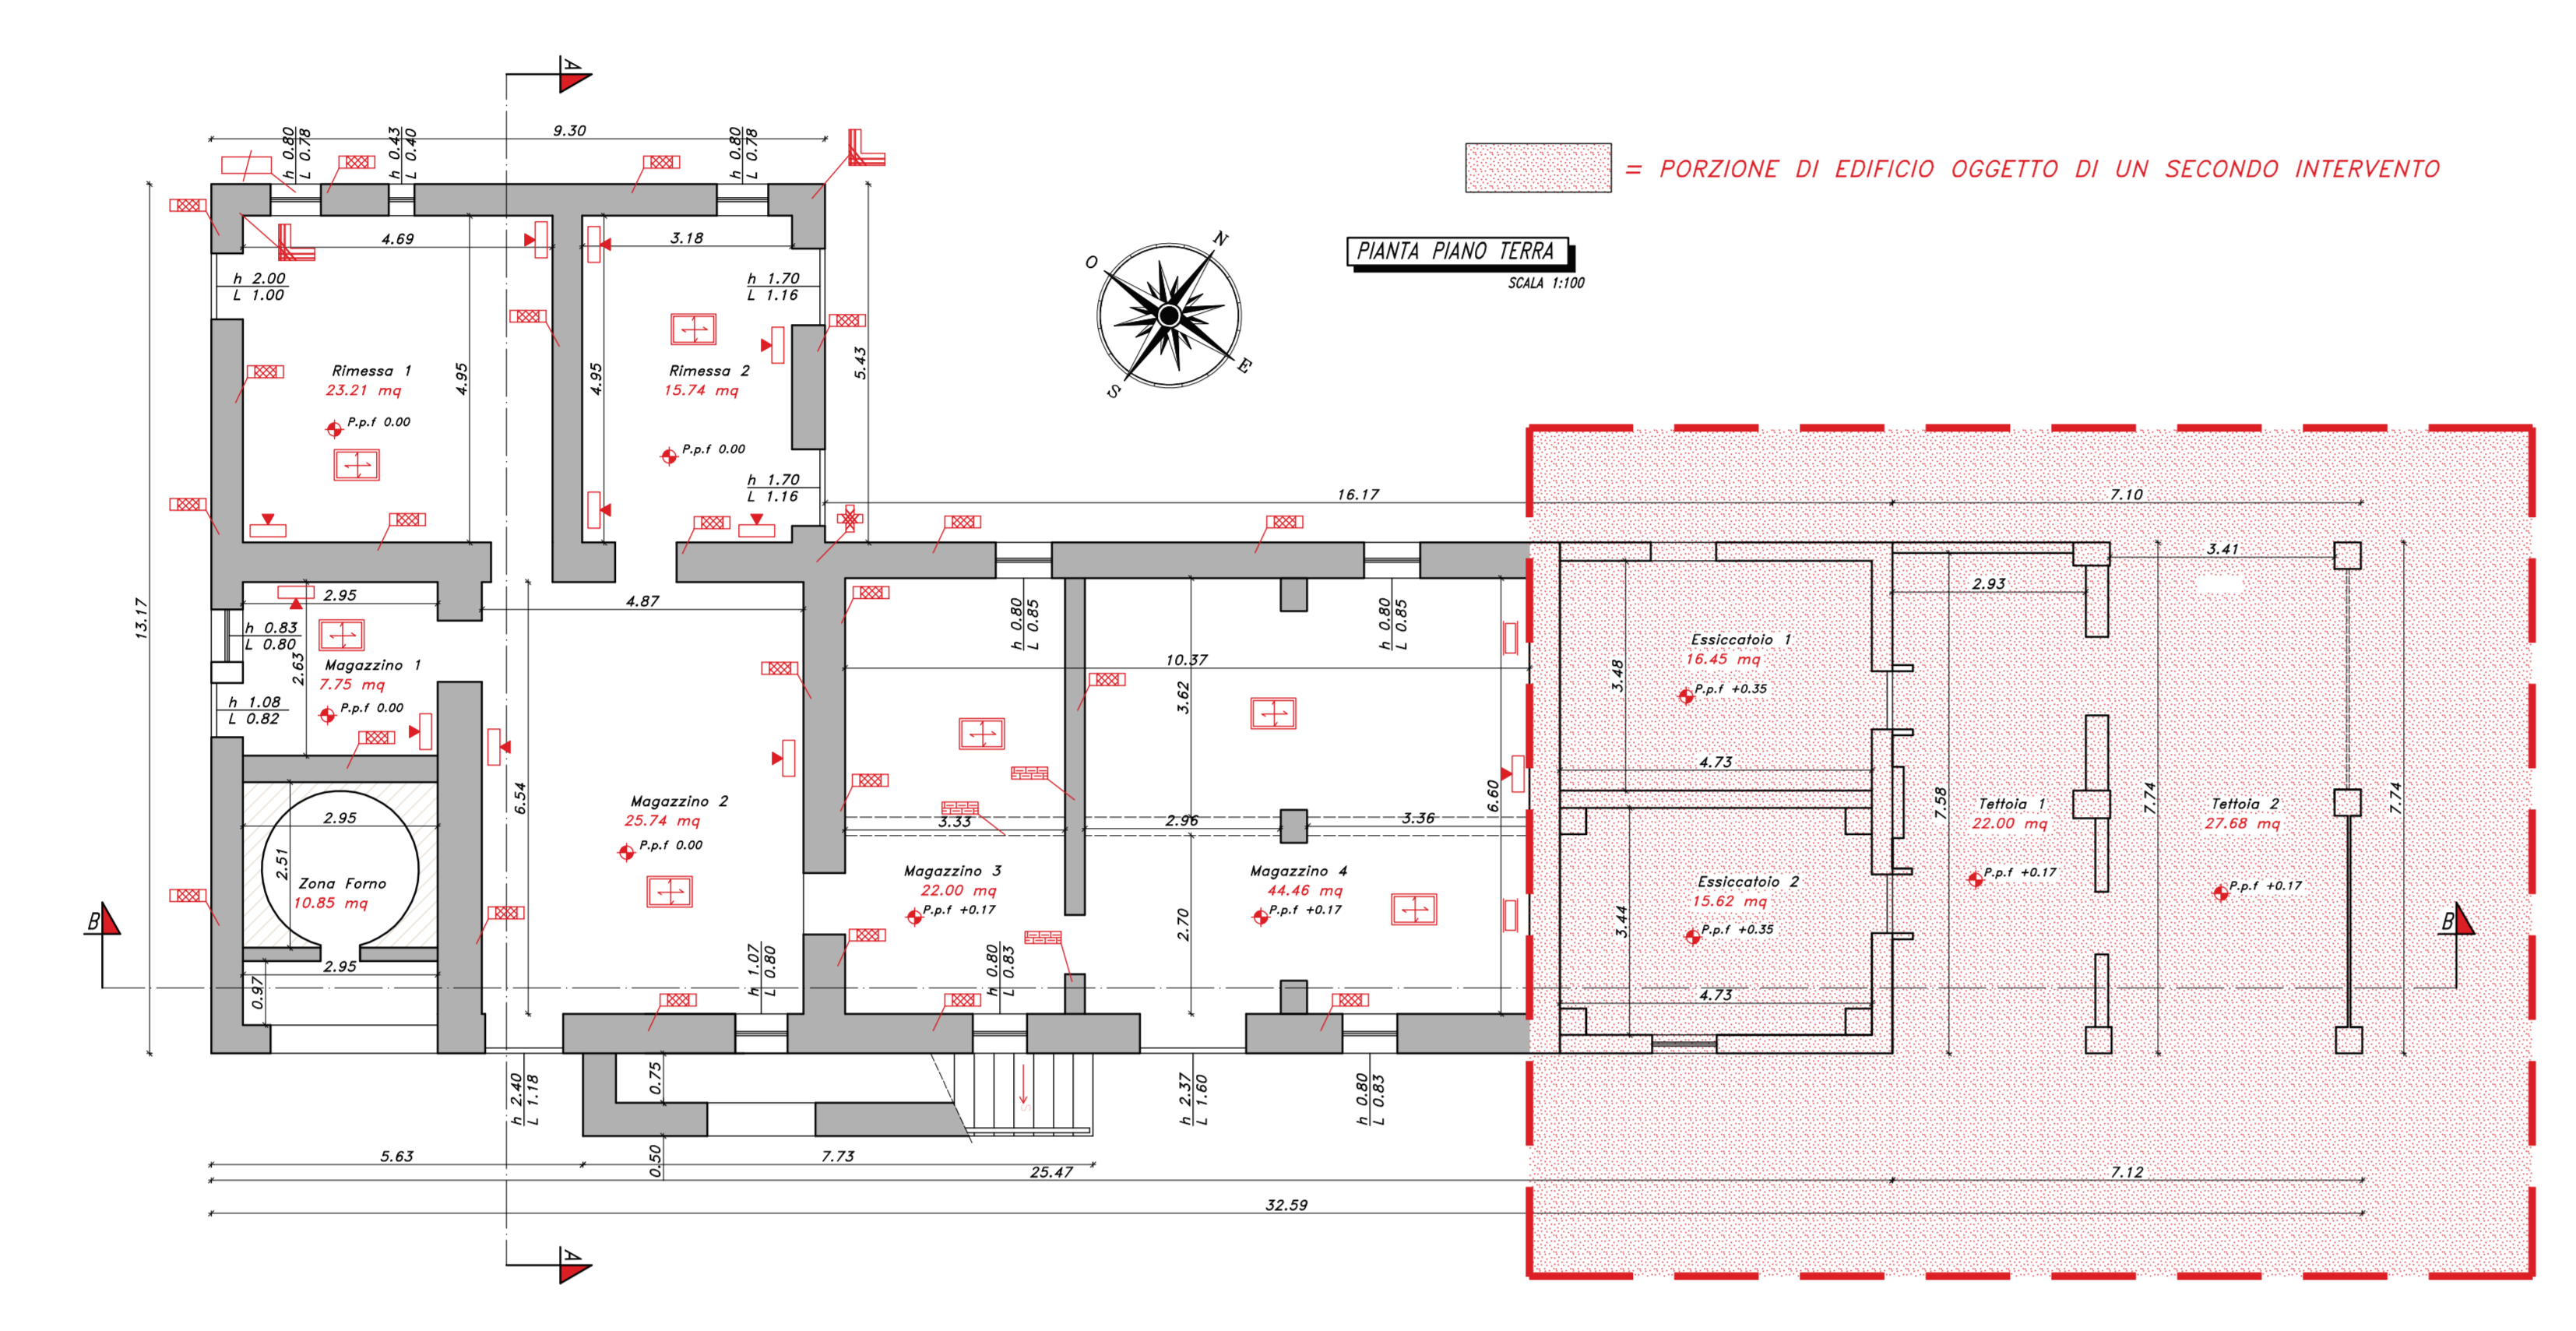 A
9.30
h 0.80
L 0.78
h 0.43
L 0.40
h 0.80
L 0.78
= PORZIONE DI EDIFICIO OGGETTO DI UN SECONDO INTERVENTO
PIANTA PIANO TERRA
SCALA 1:100
N
O
E
S
4.69
3.18
h 2.00
L 1.00
h 1.70
L 1.16
4.95
4.95
5.43
Rimessa 1
23.21 mq
P.p.f 0.00
Rimessa 2
15.74 mq
P.p.f 0.00
h 1.70
L 1.16
16.17
7.10
13.17
2.95
4.87
h 0.83
L 0.80
2.63
Magazzino 1
7.75 mq
P.p.f 0.00
h 1.08
L 0.82
h 0.80
L 0.85
h 0.80
L 0.85
10.37
3.62
3.41
2.93
Essiccatoio 1
16.45 mq
P.p.f +0.35
3.48
4.73
6.54
Magazzino 2
25.74 mq
P.p.f 0.00
6.60
7.58
7.74
7.74
Tettoia 1
22.00 mq
P.p.f +0.17
Tettoia 2
27.68 mq
P.p.f +0.17
2.95
2.51
Zona Forno
10.85 mq
3.33
2.96
3.36
Magazzino 3
22.00 mq
P.p.f +0.17
Magazzino 4
44.46 mq
P.p.f +0.17
2.70
Essiccatoio 2
15.62 mq
P.p.f +0.35
3.44
4.73
B
B
2.95
0.97
h 1.07
L 0.80
h 0.80
L 0.83
h 2.40
L 1.18
0.75
S
h 2.37
L 1.60
h 0.80
L 0.83
5.63
0.50
7.73
25.47
7.12
32.59
A